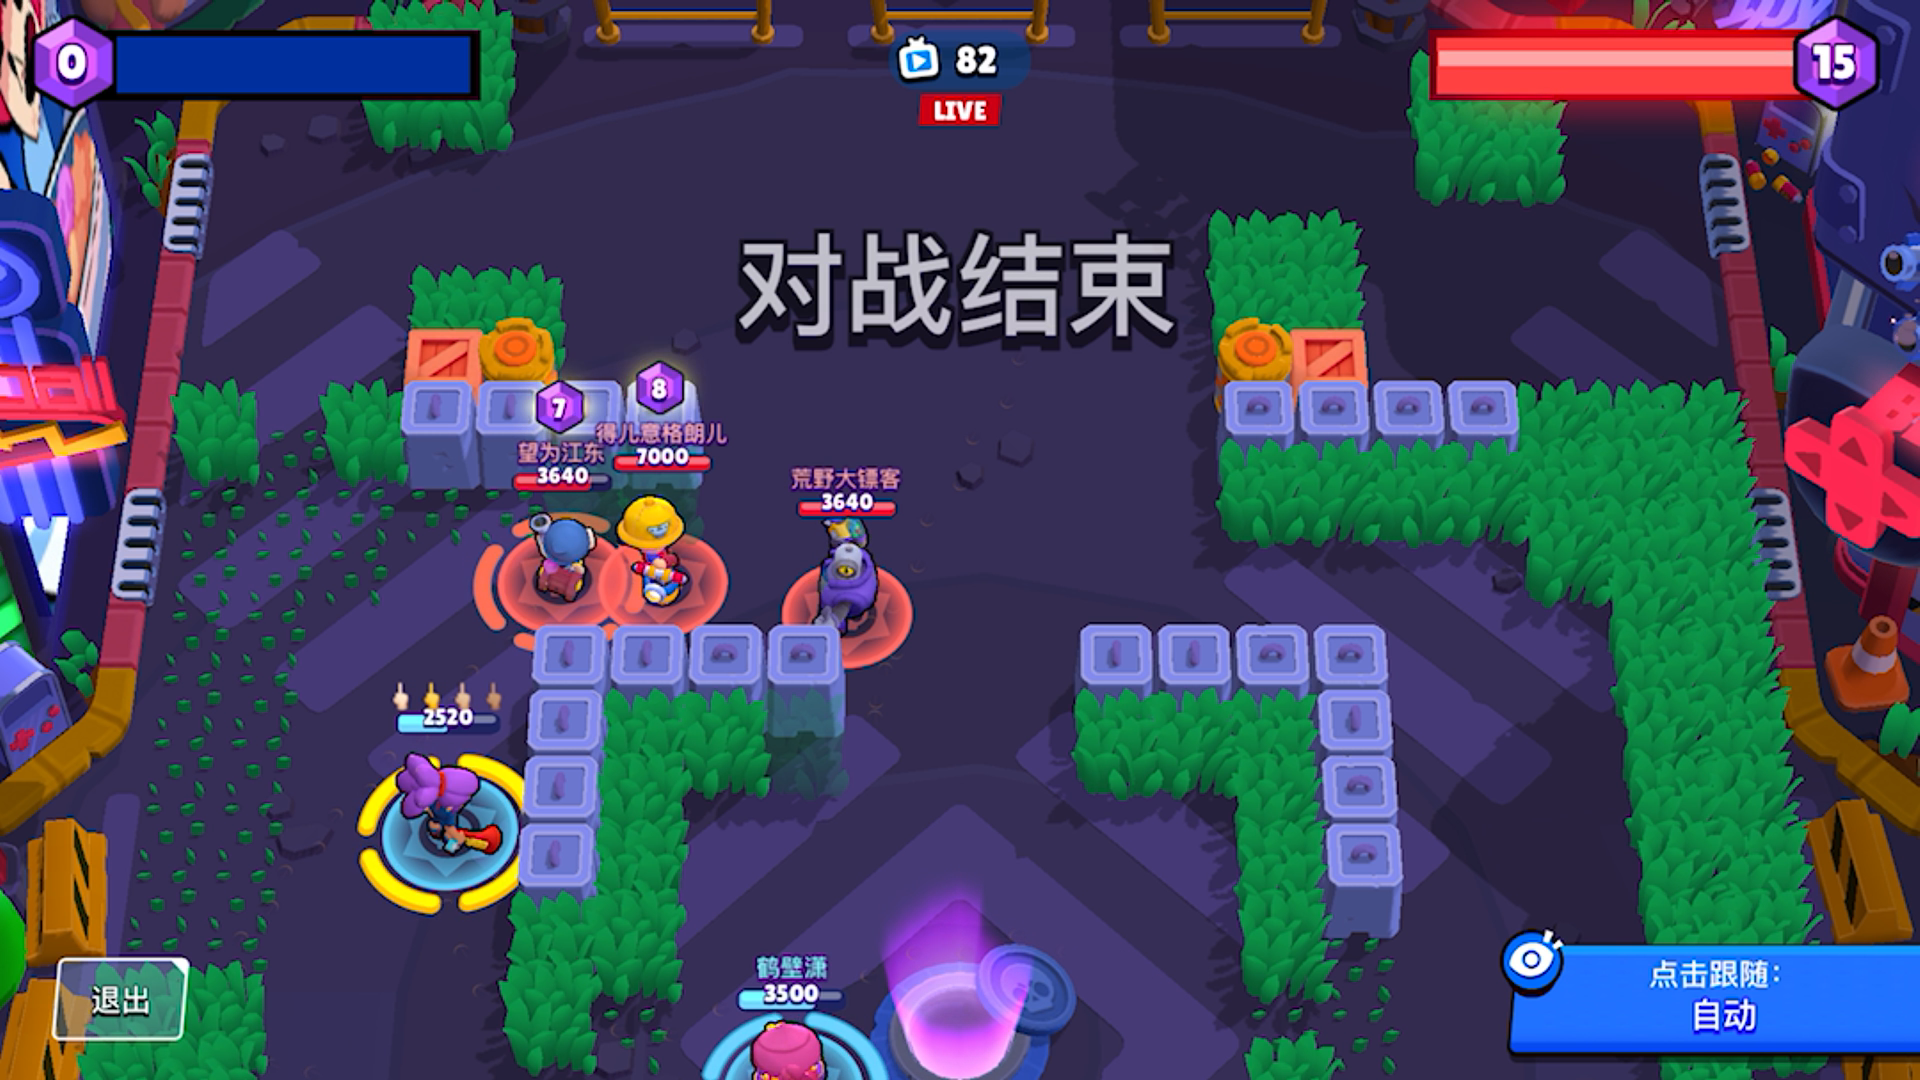 0
82
LIVE
15
对战结束
7
8
望为江东
3640
得儿意格朗儿
7000
荒野大镖客
3640
2520
鹤壁潇
3500
退出
点击跟随:
自动